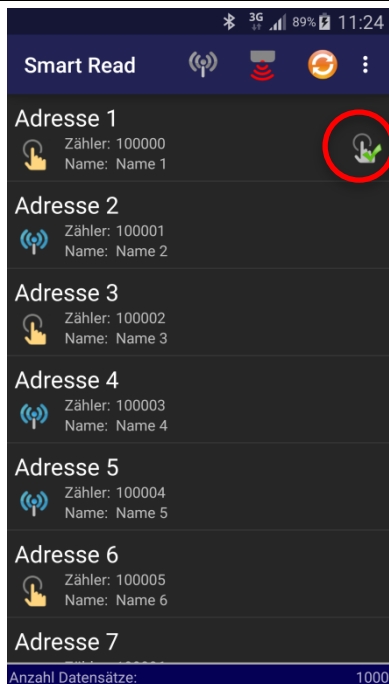 3G 89% 11:24
Smart Read
Adresse 1
Zähler: 100000
Name: Name 1
Adresse 2
Zähler: 100001
Name: Name 2
Adresse 3
Zähler: 100002
Name: Name 3
Adresse 4
Zähler: 100003
Name: Name 4
Adresse 5
Zähler: 100004
Name: Name 5
Adresse 6
Zähler: 100005
Name: Name 6
Adresse 7
Anzahl Datensätze: 1000